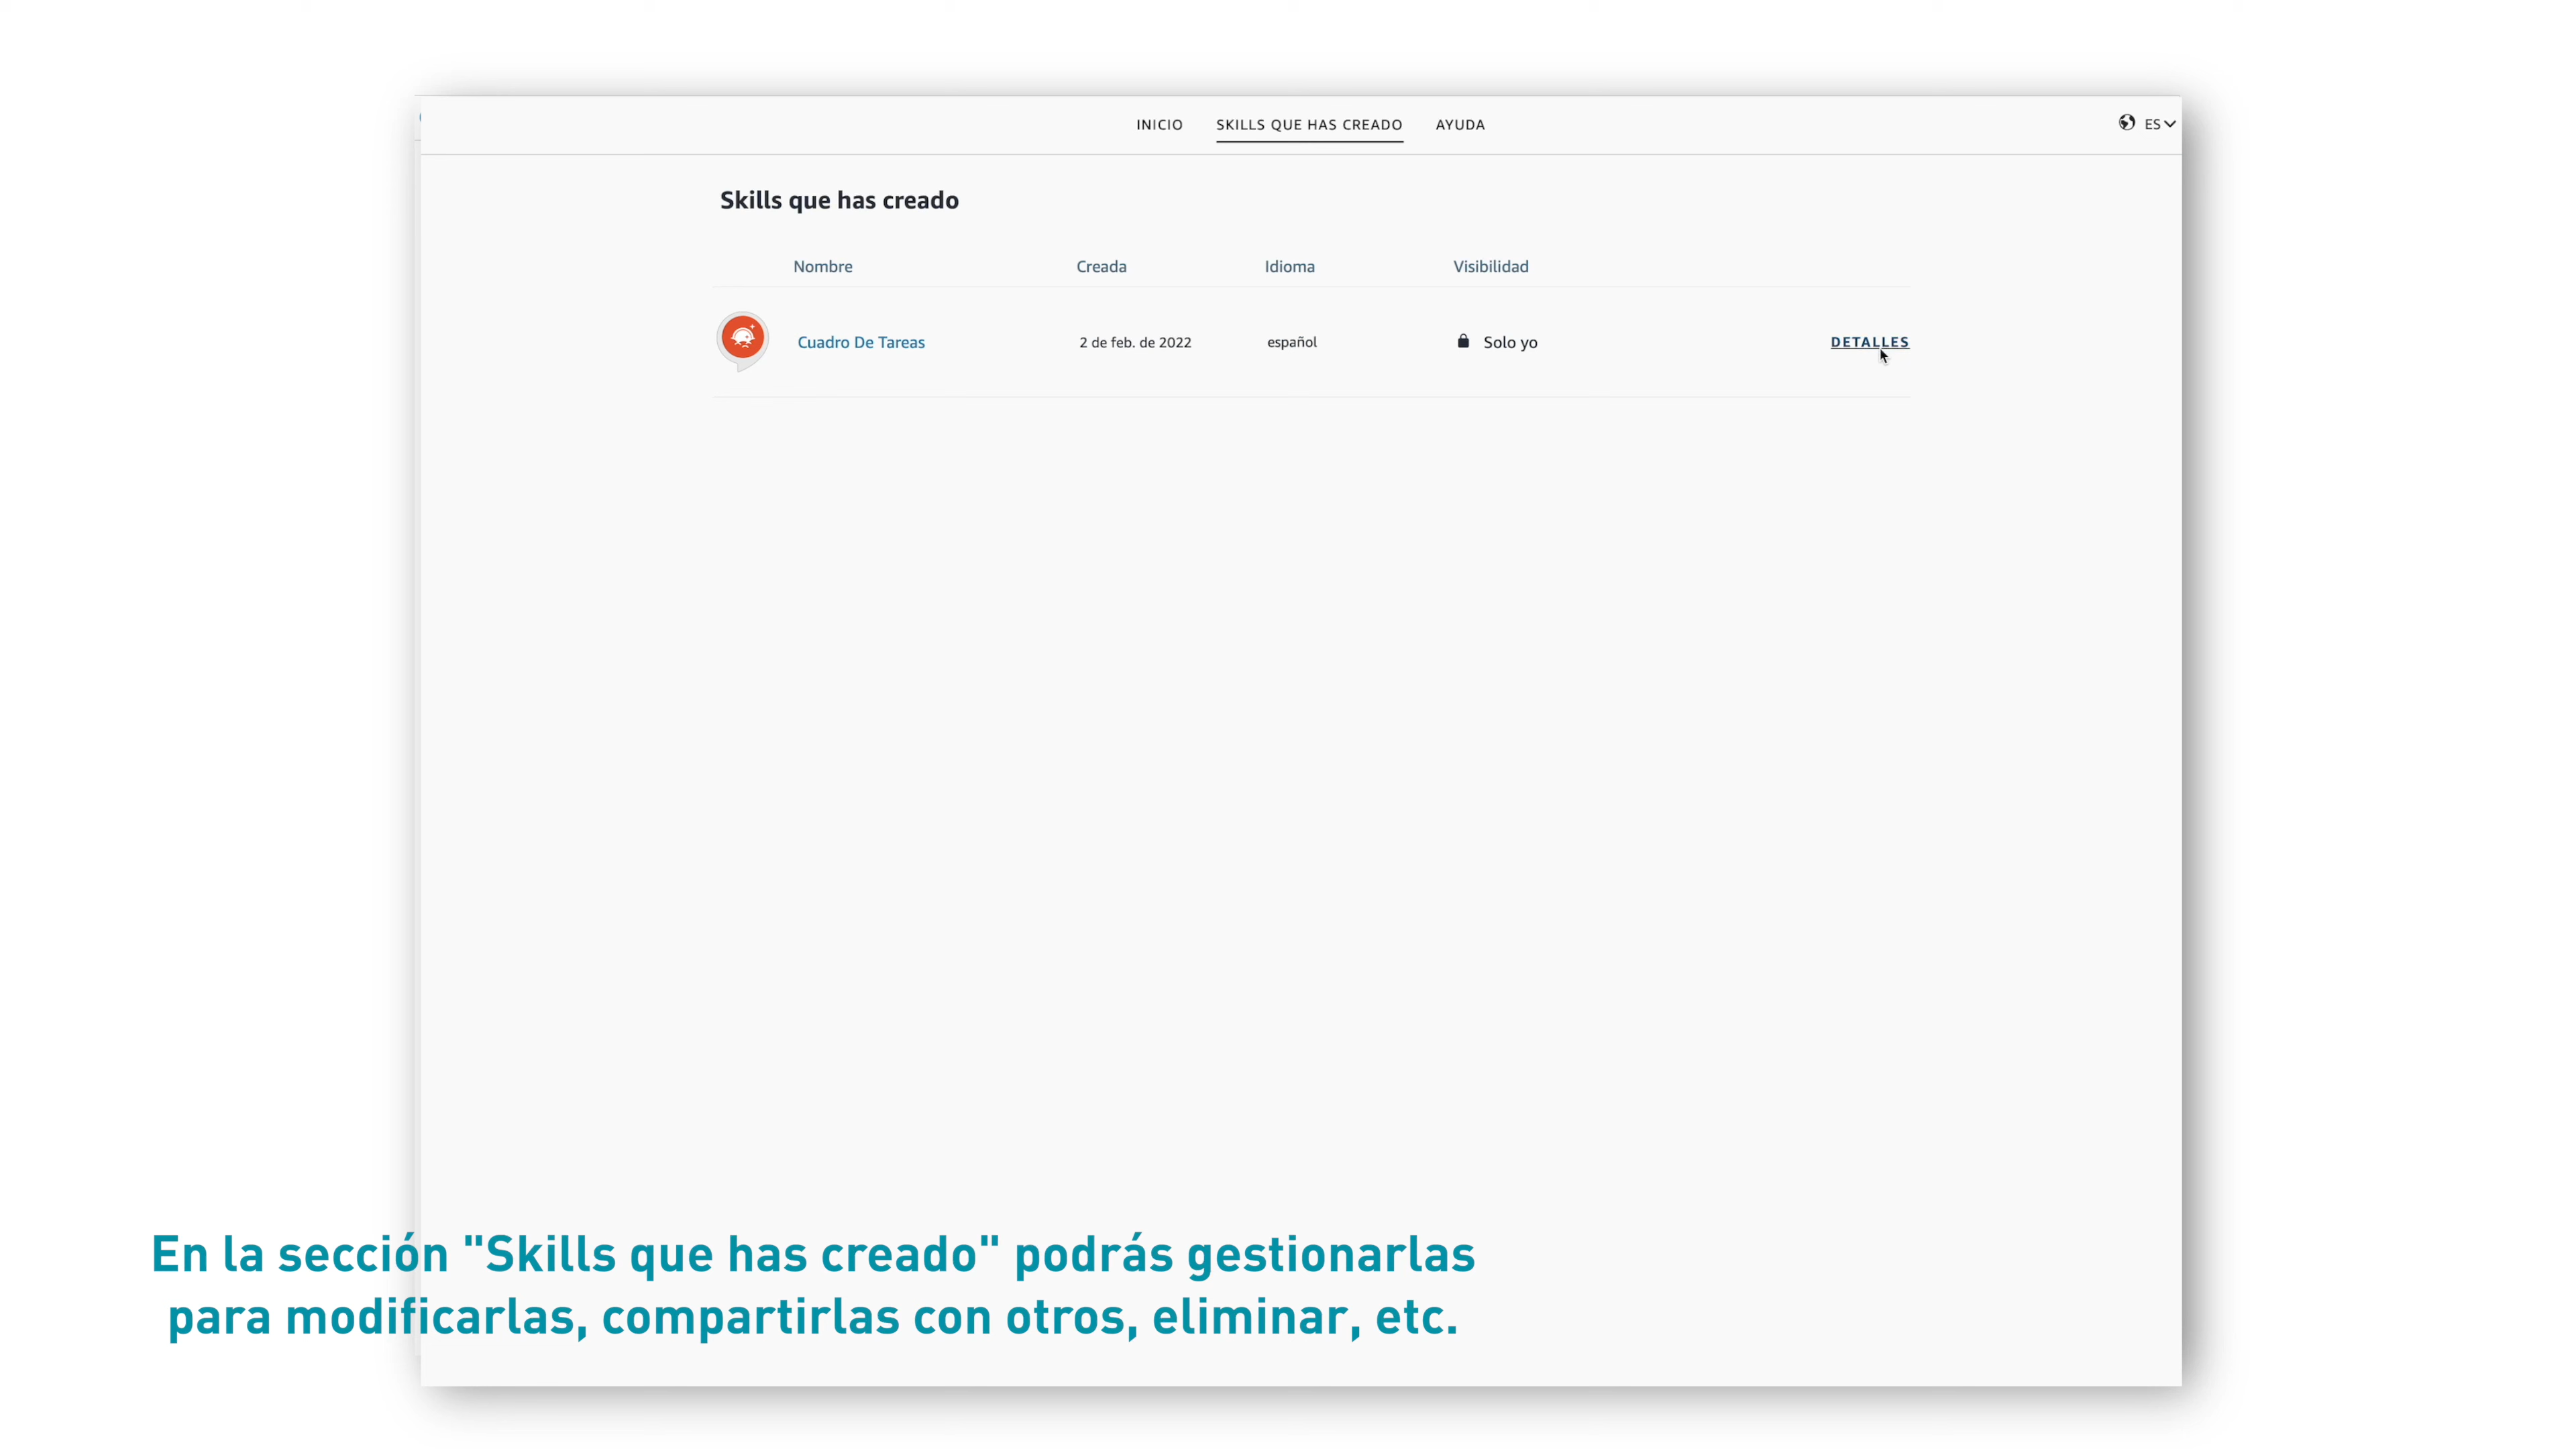 INICIO SKILLS QUE HAS CREADO AYUDA ES
Skills que has creado
Nombre Creada Idioma Visibilidad
Cuadro De Tareas 2 de feb. de 2022 español Solo yo DETALLES
En la sección "Skills que has creado" podrás gestionarlas
para modificarlas, compartirlas con otros, eliminar, etc.